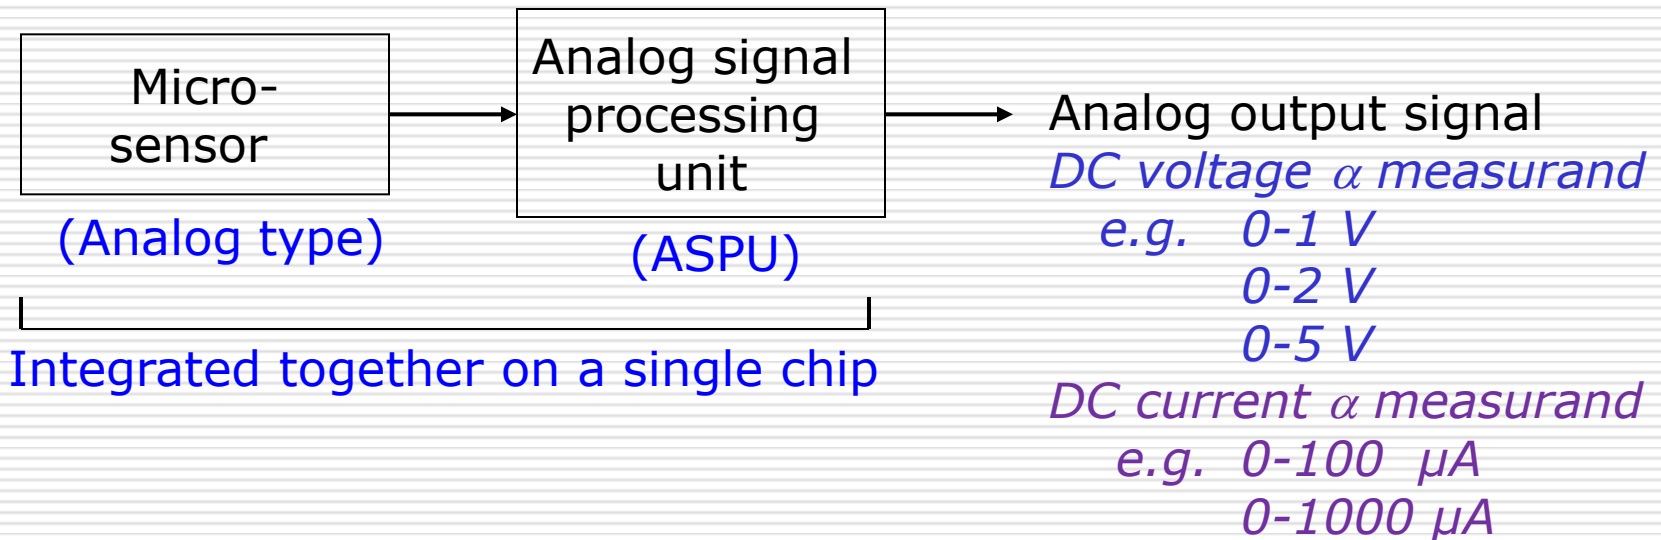 Micro-
sensor
(Analog type)
Analog signal
processing
unit
(ASPU)
Integrated together on a single chip
Analog output signal
DC voltage α measurand
e.g. 0-1 V
0-2 V
0-5 V
DC current α measurand
e.g. 0-100 μA
0-1000 μA